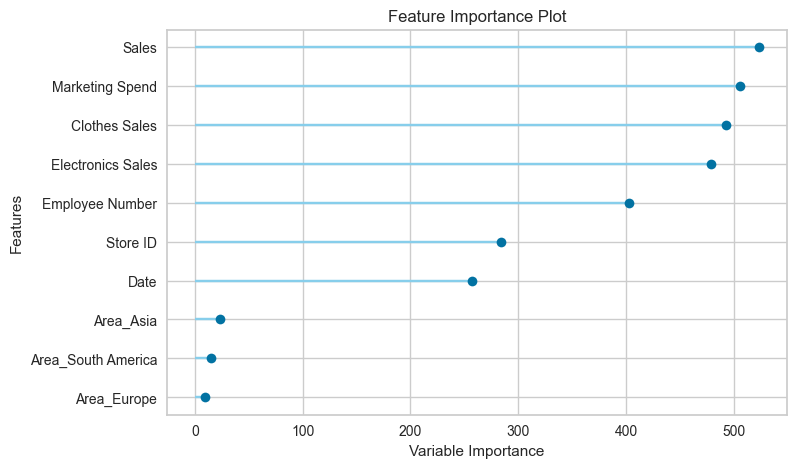 Feature Importance Plot
Sales
Marketing Spend
Clothes Sales
Electronics Sales
Employee Number
Store ID
Date
Area_Asia
Area_South America
Area_Europe
Features
0 100 200 300 400 500
Variable Importance